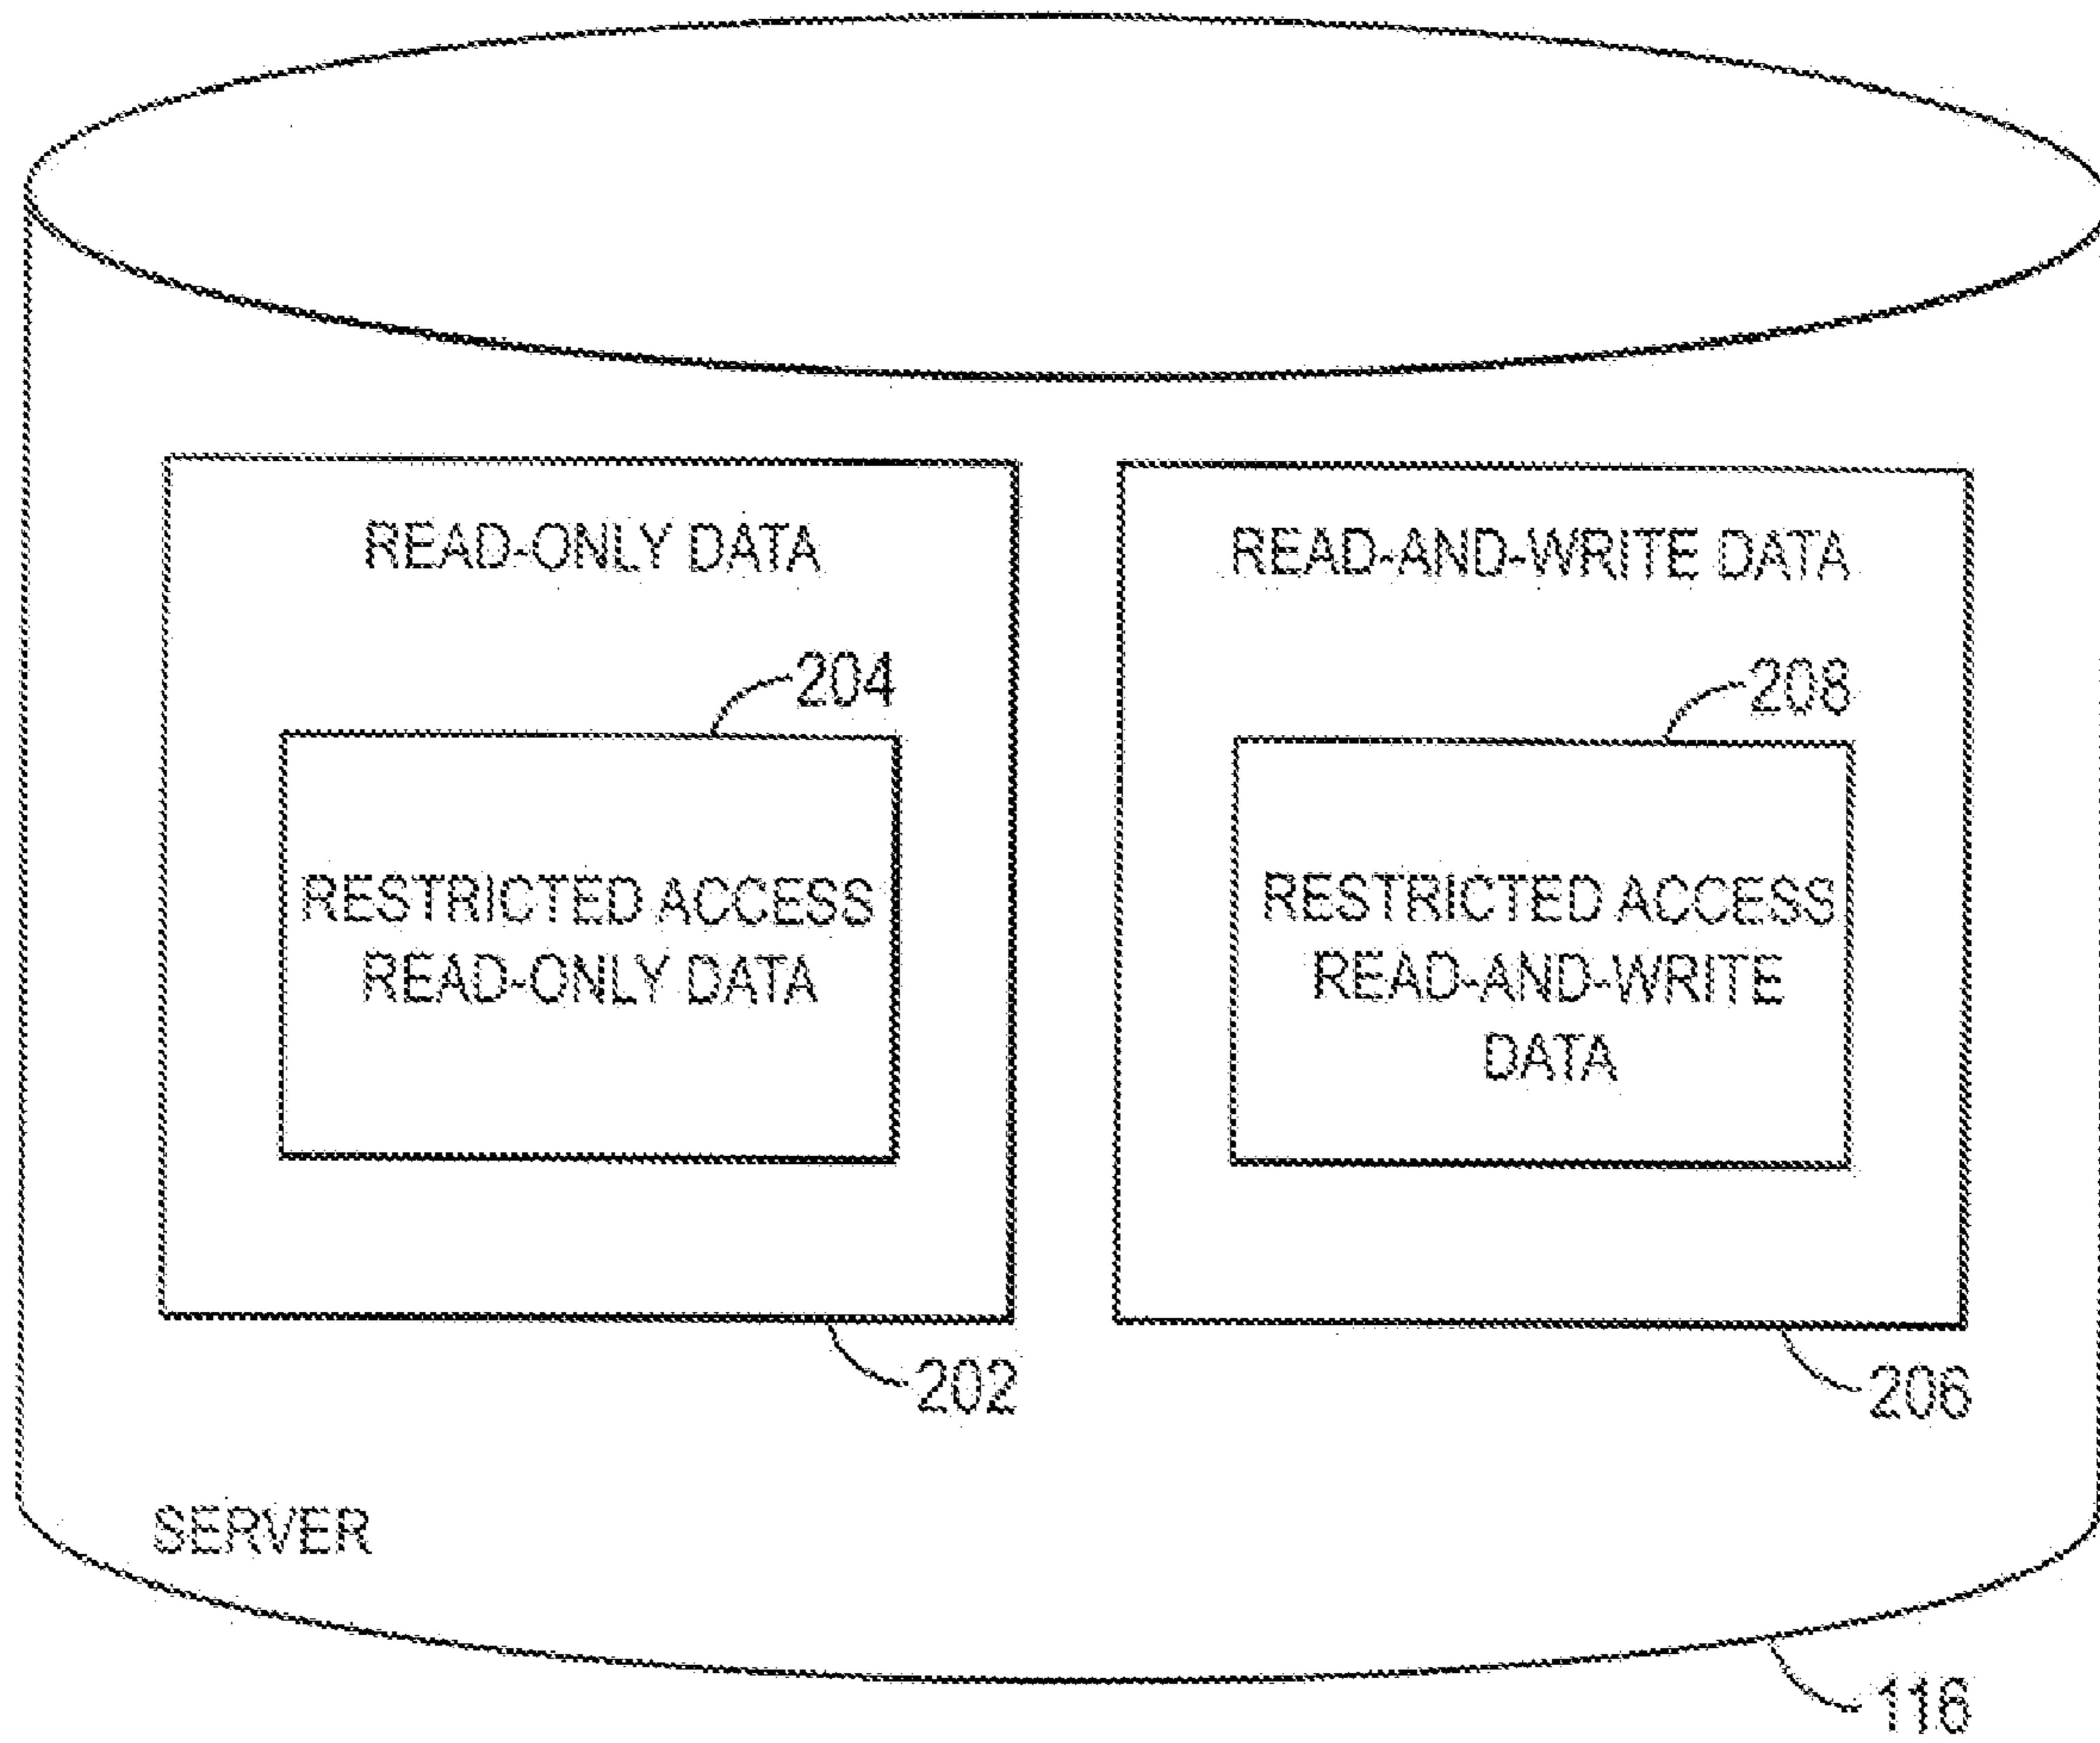 READ-ONLY DATA
204
RESTRICTED ACCESS
READ-ONLY DATA
202
READ-AND-WRITE DATA
208
RESTRICTED ACCESS
READ-AND-WRITE
DATA
206
SERVER
116